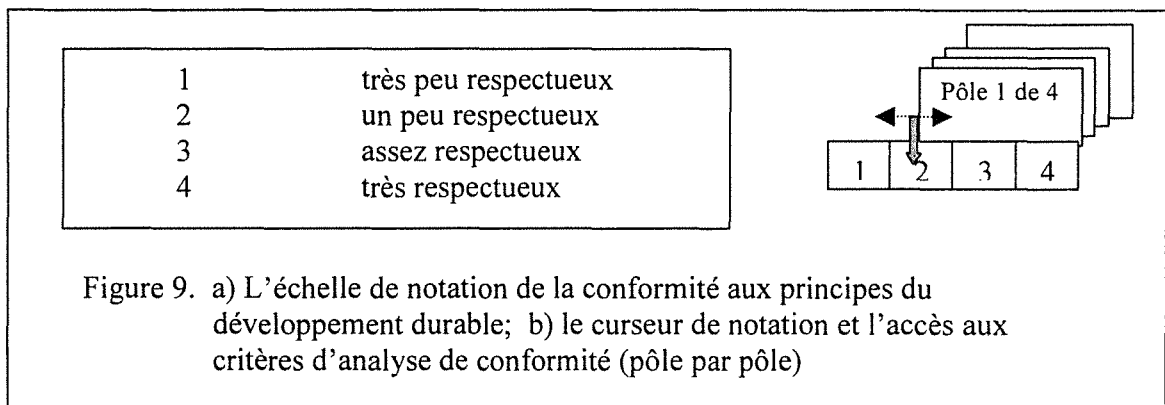 1 très peu respectueux
2 un peu respectueux
3 assez respectueux
4 très respectueux
Pôle 1 de 4
1 2 3 4
Figure 9. a) L'échelle de notation de la conformité aux principes du
développement durable; b) le curseur de notation et l'accès aux
critères d'analyse de conformité (pôle par pôle)